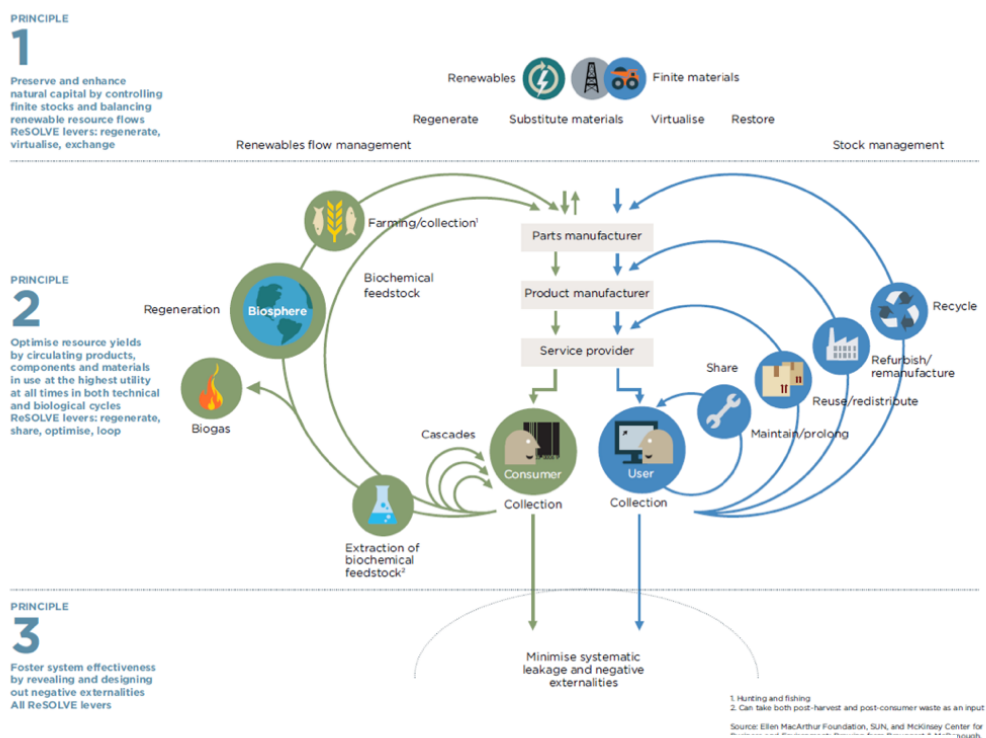 PRINCIPLE
1
Preserve and enhance
natural capital by controlling
finite stocks and balancing
renewable resource flows
ReSOLVE levers: regenerate,
virtualise, exchange
Renewables
Finite materials
Regenerate
Substitute materials
Virtualise
Restore
Renewables flow management
Stock management
PRINCIPLE
2
Optimise resource yields
by circulating products,
components and materials
in use at the highest utility
at all times in both technical
and biological cycles
ReSOLVE levers: regenerate,
share, optimise, loop
Farming/collection¹
Biochemical
feedstock
Regeneration
Biosphere
Biogas
Cascades
Extraction of
biochemical
feedstock²
Parts manufacturer
Product manufacturer
Service provider
Consumer
Collection
User
Collection
Share
Maintain/prolong
Reuse/redistribute
Refurbish/
remanufacture
Recycle
PRINCIPLE
3
Foster system effectiveness
by revealing and designing
out negative externalities
All ReSOLVE levers
Minimise systematic
leakage and negative
externalities
1. Hunting and fishing
2. Can take both post-harvest and post-consumer waste as an input
Source: Ellen MacArthur Foundation, SUN, and McKinsey Center for